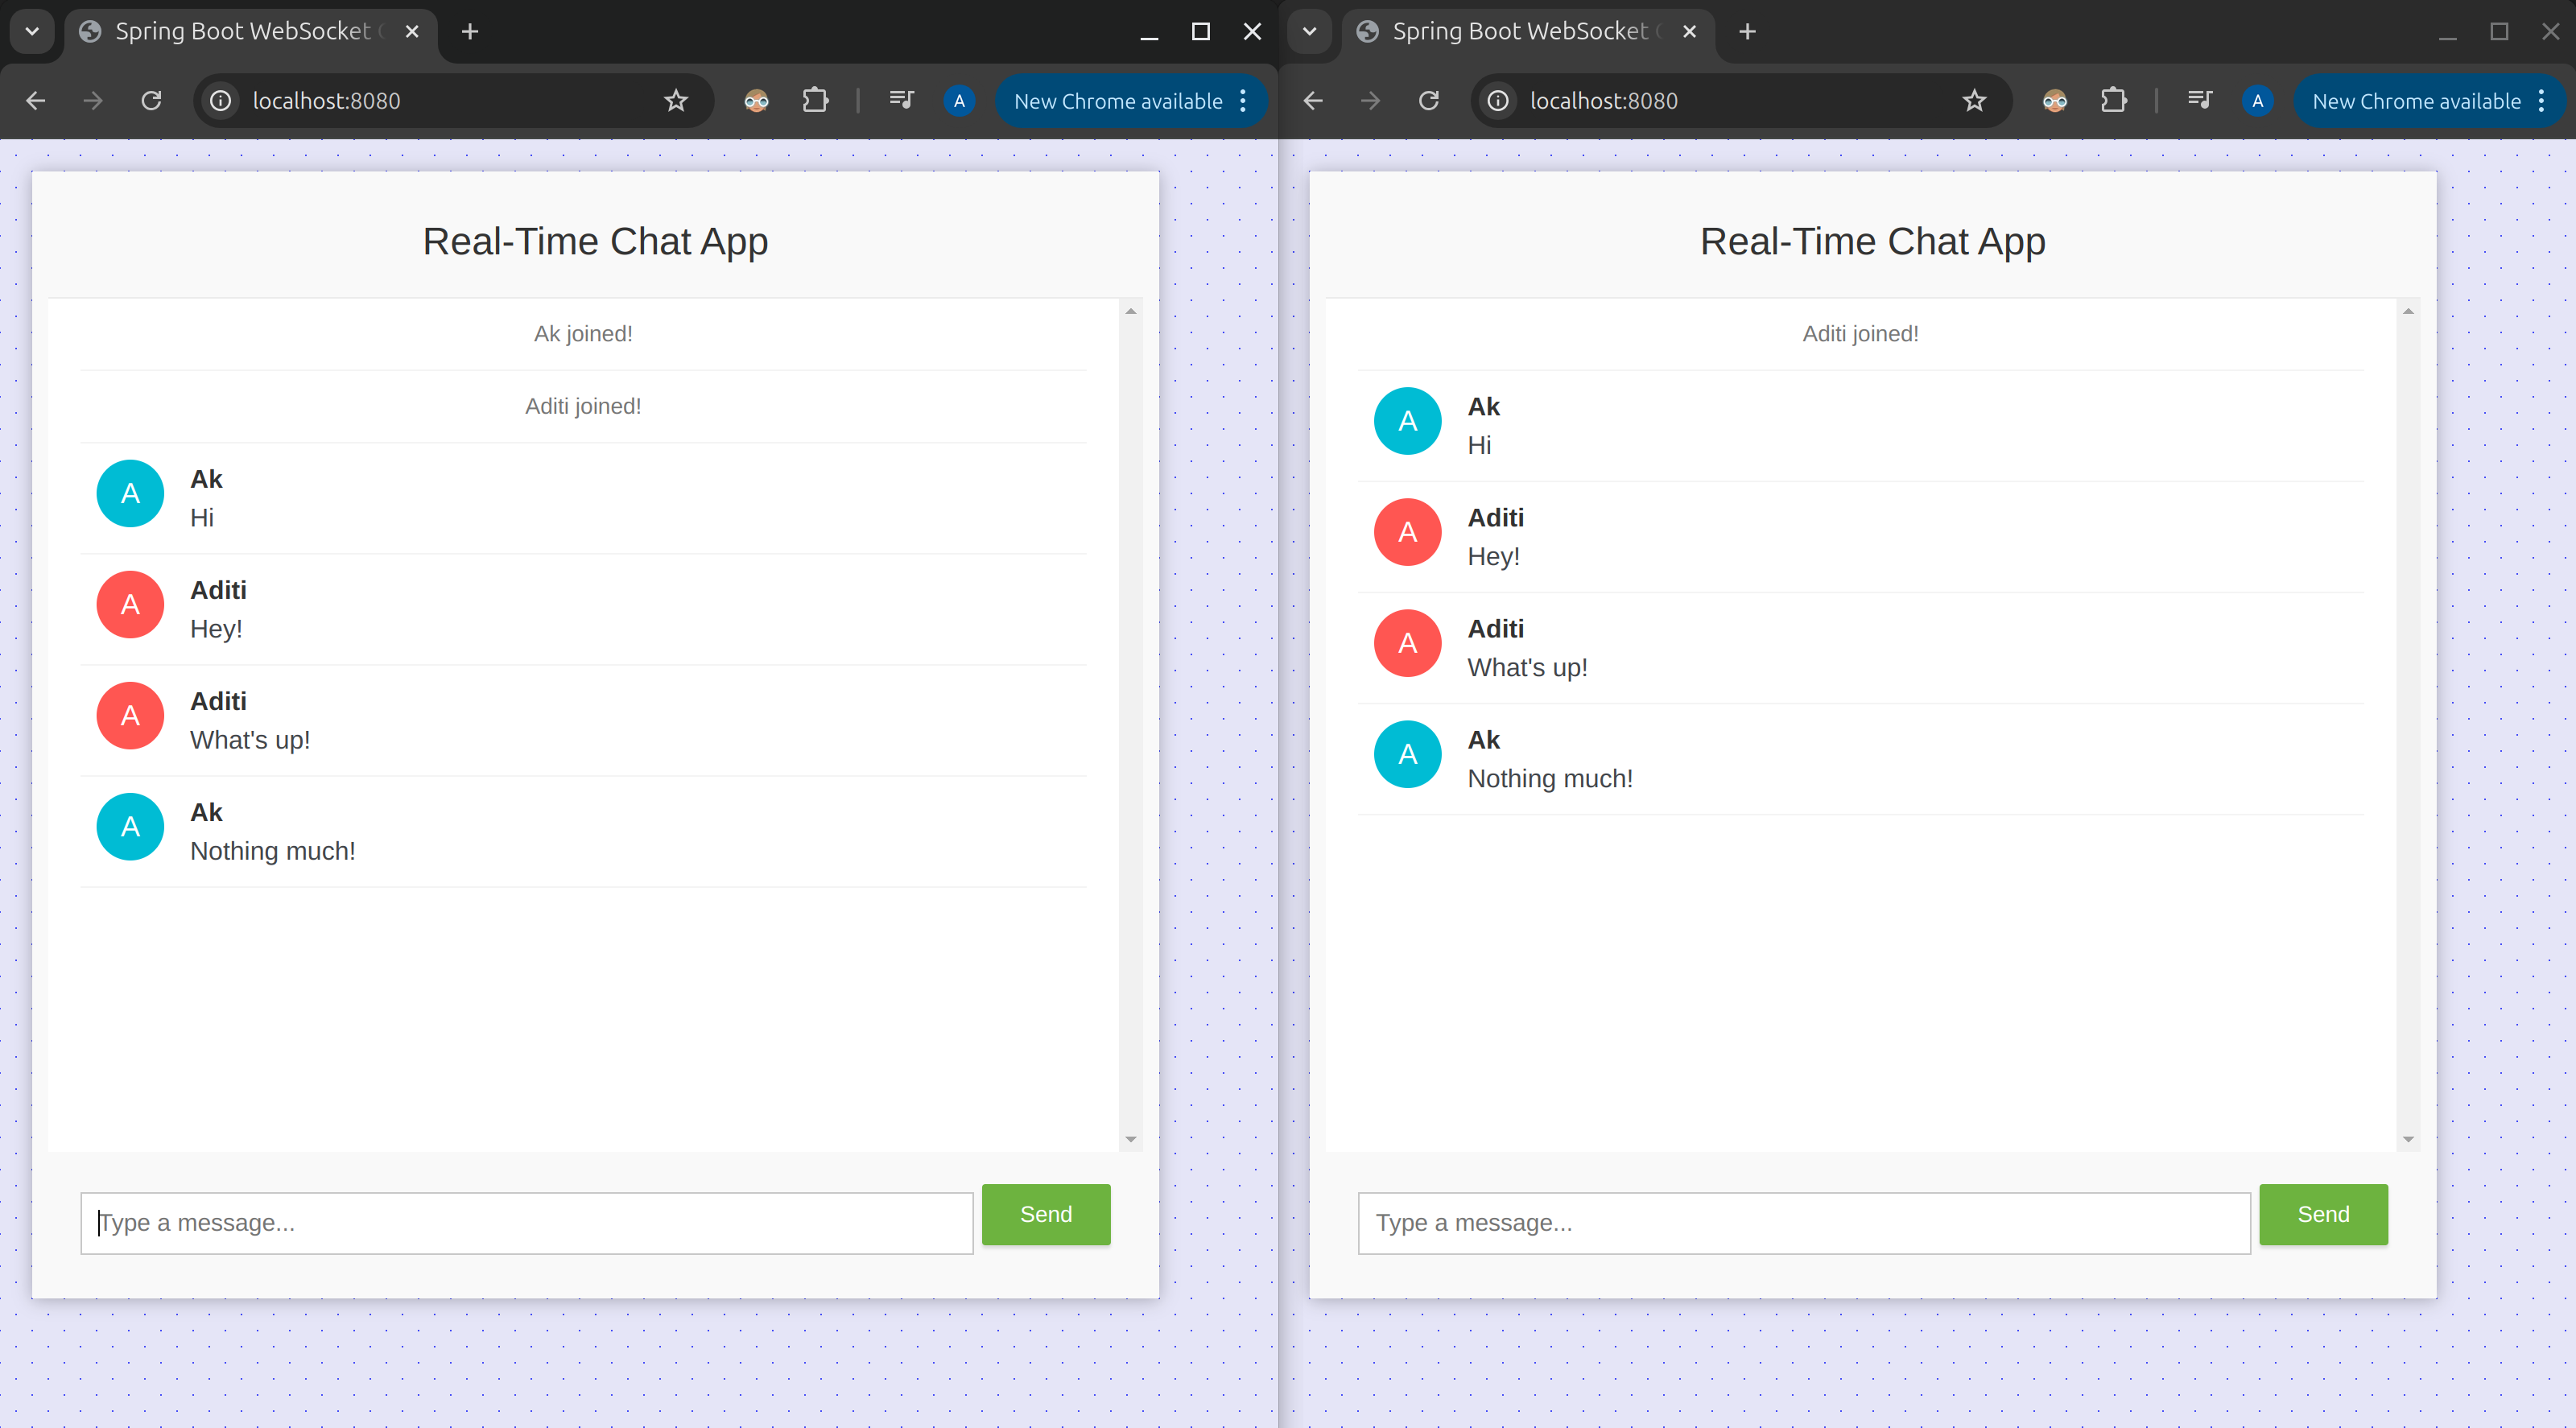 Spring Boot WebSocket
localhost:8080
A
New Chrome available
Real-Time Chat App
Ak joined!
Aditi joined!
A
Ak
Hi
A
Aditi
Hey!
A
Aditi
What's up!
A
Ak
Nothing much!
Type a message...
Send
Spring Boot WebSocket
localhost:8080
A
New Chrome available
Real-Time Chat App
Aditi joined!
A
Ak
Hi
A
Aditi
Hey!
A
Aditi
What's up!
A
Ak
Nothing much!
Type a message...
Send